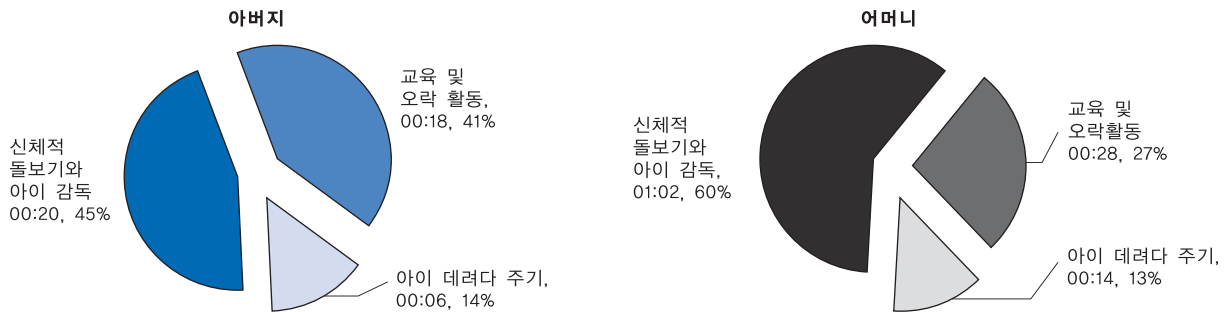 아버지
교육 및
오락 활동,
00:18, 41%
신체적
돌보기와
아이 감독
00:20, 45%
아이 데려다 주기,
00:06, 14%
어머니
신체적
돌보기와
아이 감독,
01:02, 60%
교육 및
오락활동
00:28, 27%
아이 데려다 주기,
00:14, 13%